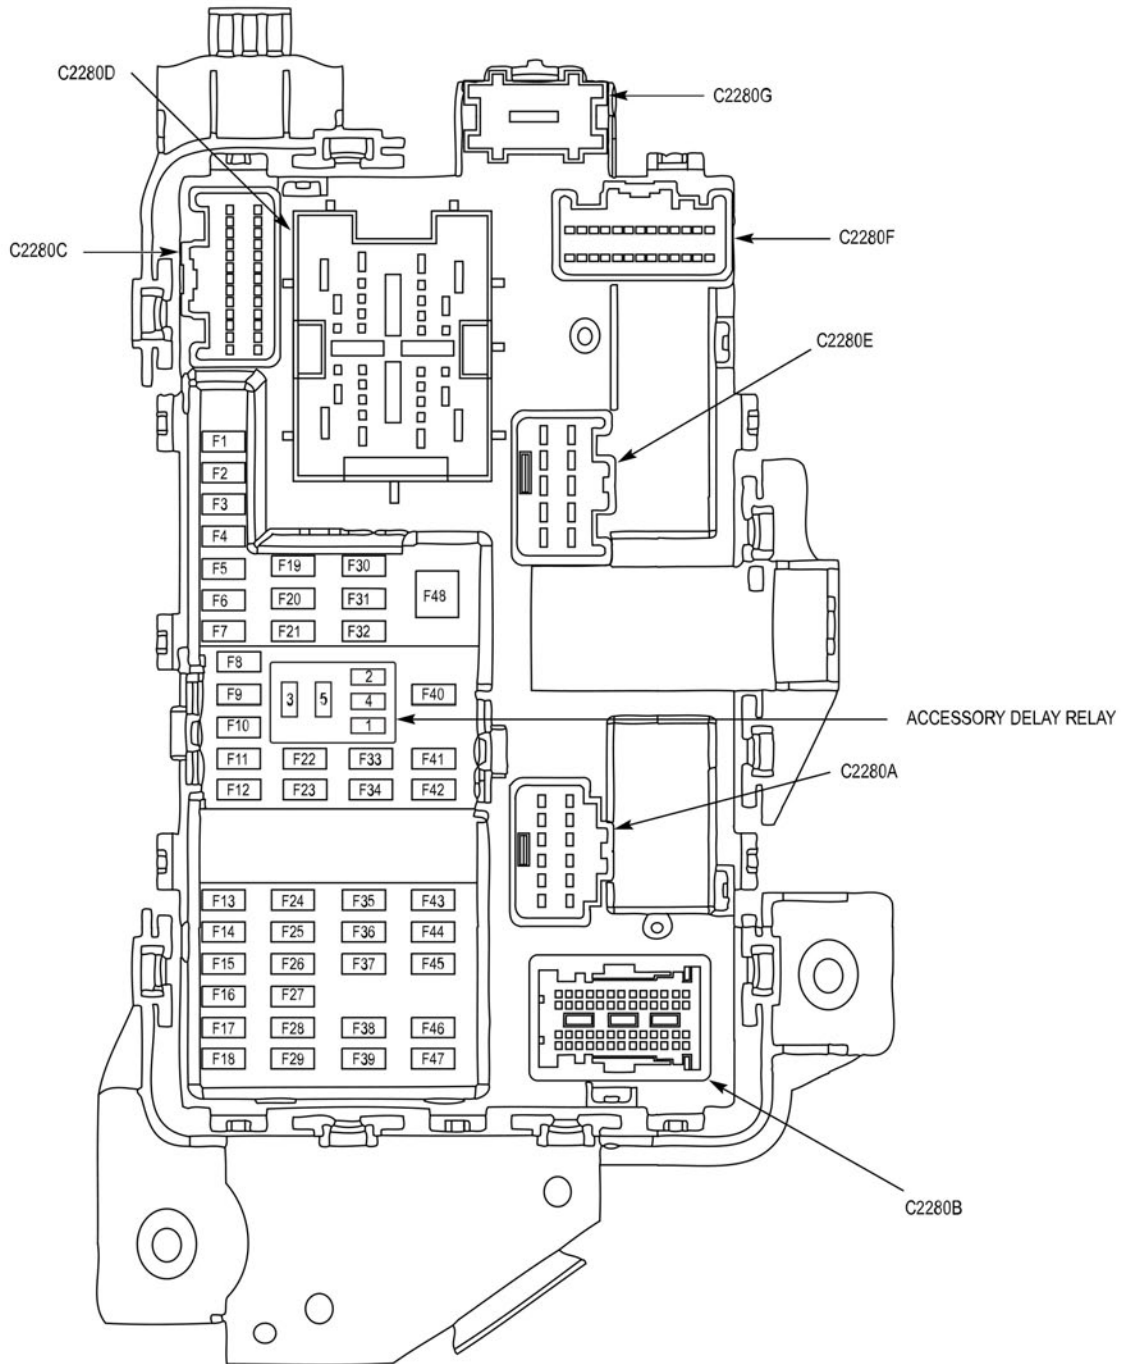 C2280D
C2280G
C2280C
C2280F
C2280E
F1
F2
F3
F4
F5 F19 F30
F6 F20 F31 F48
F7 F21 F32
F8
F9 3 5 2 4 1 F40
F10
ACCESSORY DELAY RELAY
F11 F22 F33 F41
C2280A
F12 F23 F34 F42
F13 F24 F35 F43
F14 F25 F36 F44
F15 F26 F37 F45
F16 F27
F17 F28 F38 F46
F18 F29 F39 F47
C2280B